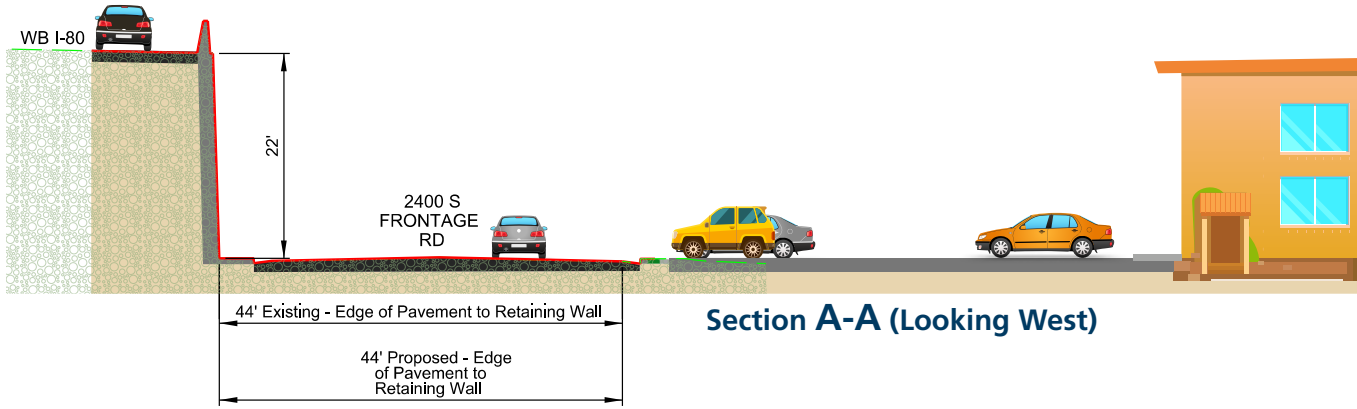 WB I-80
22'
2400 S
FRONTAGE
RD
44' Existing - Edge of Pavement to Retaining Wall
44' Proposed - Edge
of Pavement to
Retaining Wall
Section A-A (Looking West)